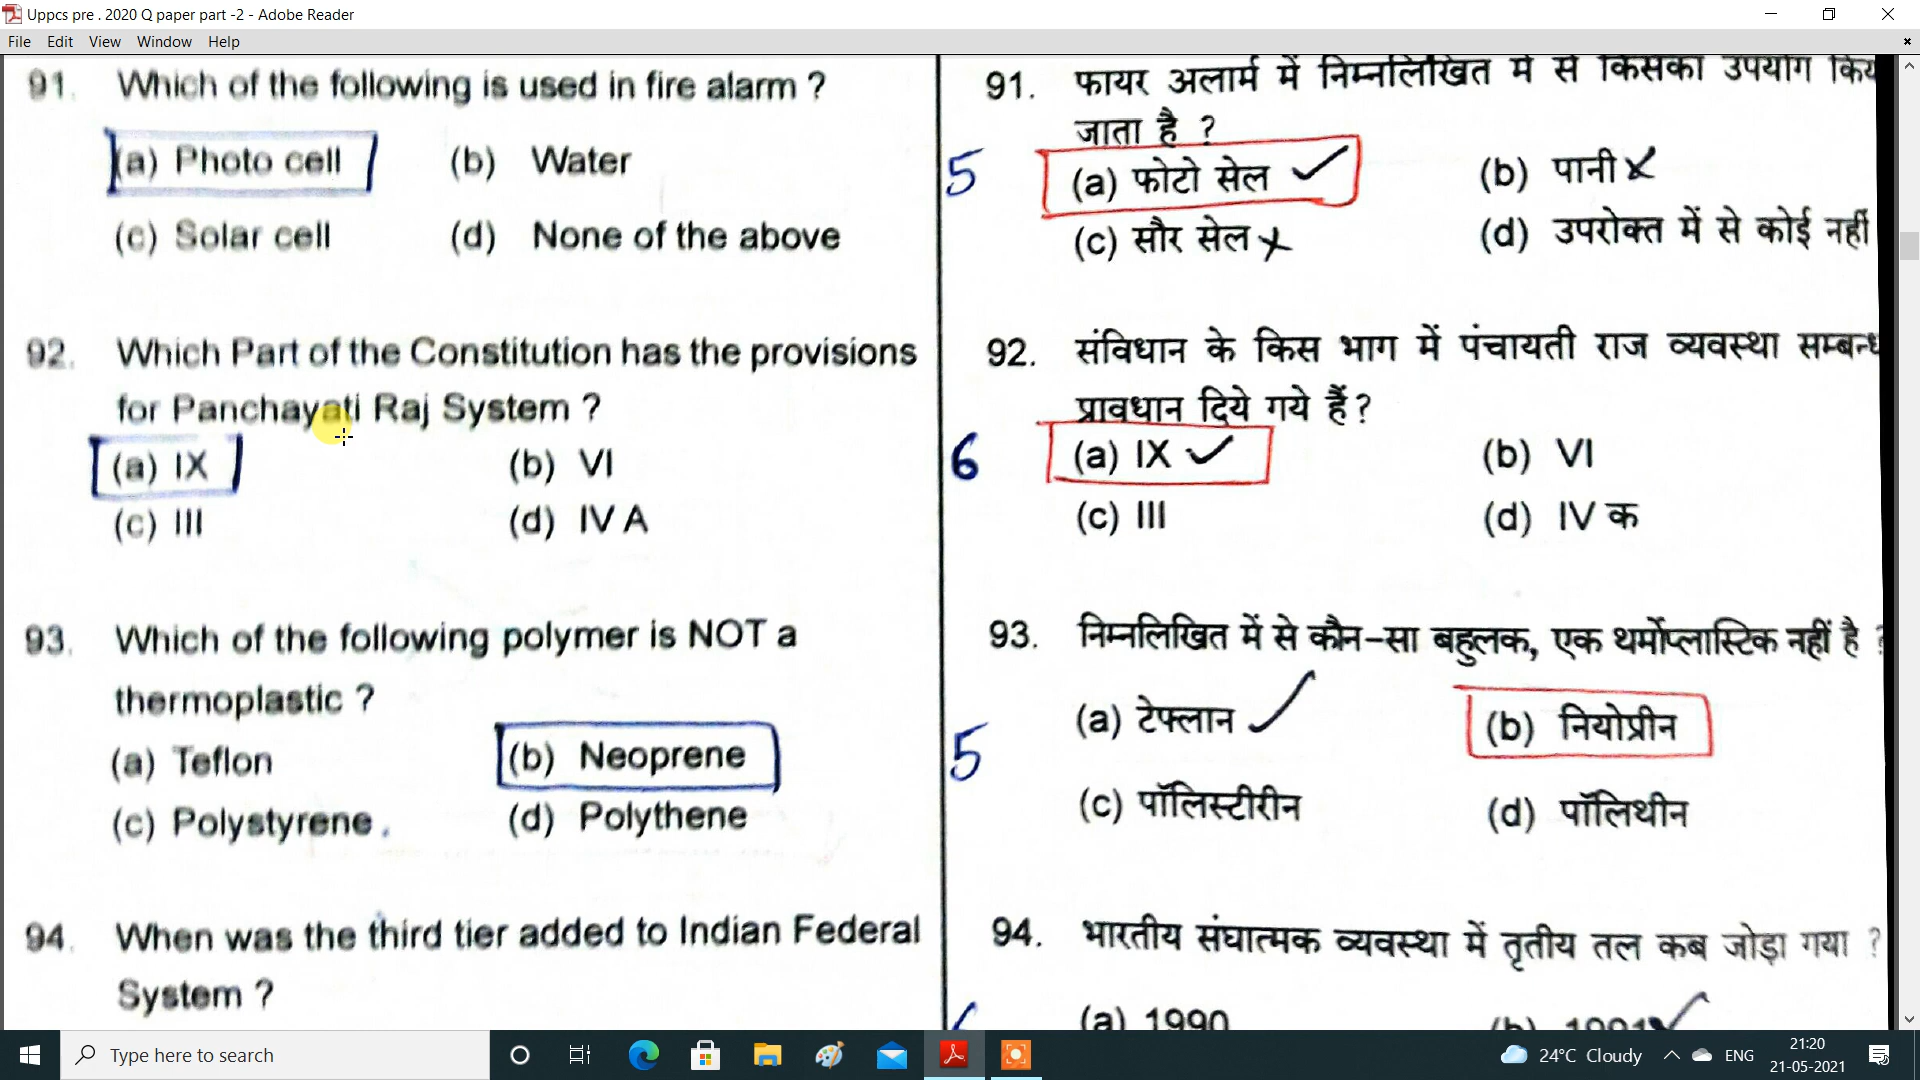 Uppcs pre . 2020 Q paper part -2 - Adobe Reader
File Edit View Window Help
91. Which of the following is used in fire alarm ?
(a) Photo cell (b) Water
(c) Solar cell (d) None of the above
92. Which Part of the Constitution has the provisions
for Panchayati Raj System ?
(a) IX (b) VI
(c) III (d) IV A
93. Which of the following polymer is NOT a
thermoplastic ?
(a) Teflon (b) Neoprene
(c) Polystyrene . (d) Polythene
94. When was the third tier added to Indian Federal
System ?
5
6
5
91. फायर अलार्म में निम्नलिखित में से किसका उपयोग
जाता है ?
(a) फोटो सेल (b) पानी
(c) सौर सेल (d) उपरोक्त में से कोई नहीं
92. संविधान के किस भाग में पंचायती राज व्यवस्था
प्रावधान दिये गये हैं ?
(a) IX (b) VI
(c) III (d) IV क
93. निम्नलिखित में से कौन-सा बहुलक, एक थर्मोप्लास्टिक नहीं है ?
(a) टेफ्लान (b) नियोप्रीन
(c) पॉलिस्टीरीन (d) पॉलिथीन
94. भारतीय संघात्मक व्यवस्था में तृतीय तल कब जोड़ा गया ?
(a) 1990 (b) 1991
Type here to search
24°C Cloudy ENG
21:20
21-05-2021